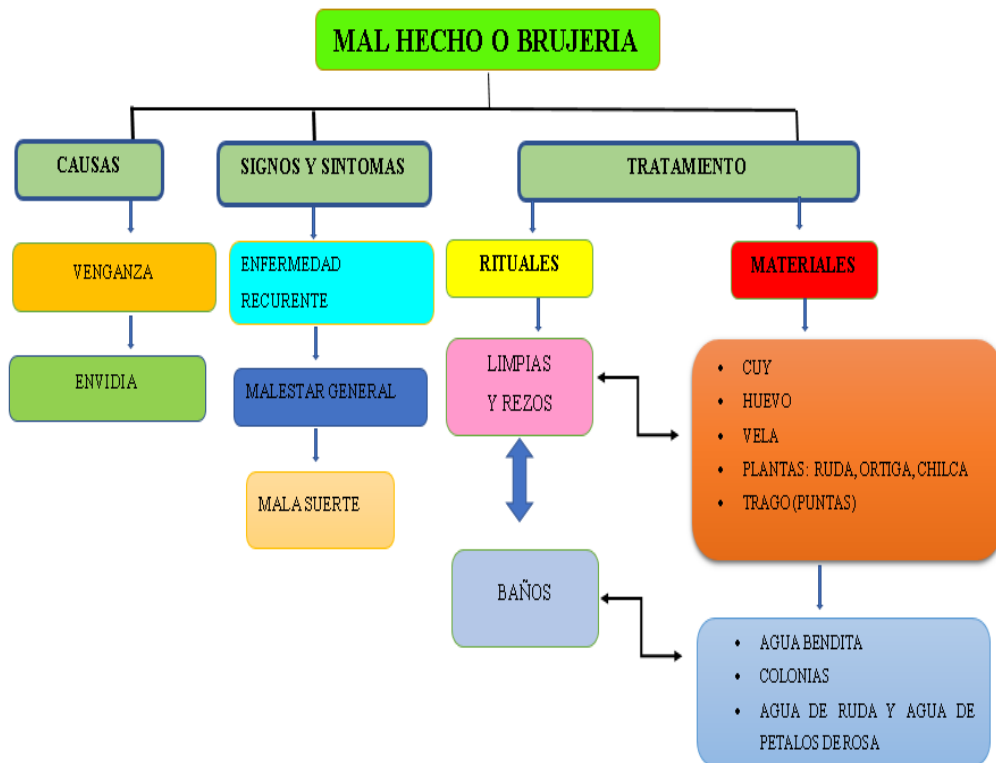 MAL HECHO O BRUJERIA
CAUSAS
SIGNOS Y SINTOMAS
TRATAMIENTO
VENGANZA
ENVIDIA
ENFERMEDAD
RECURENTE
MALESTAR GENERAL
MALA SUERTE
RITUALES
MATERIALES
LIMPIAS
Y REZOS
BAÑOS
• CUY
• HUEVO
• VELA
• PLANTAS: RUDA, ORTIGA, CHILCA
• TRAGO (PUNTAS)
• AGUA BENDITA
• COLONIAS
• AGUA DE RUDA Y AGUA DE
PETALOS DE ROSA